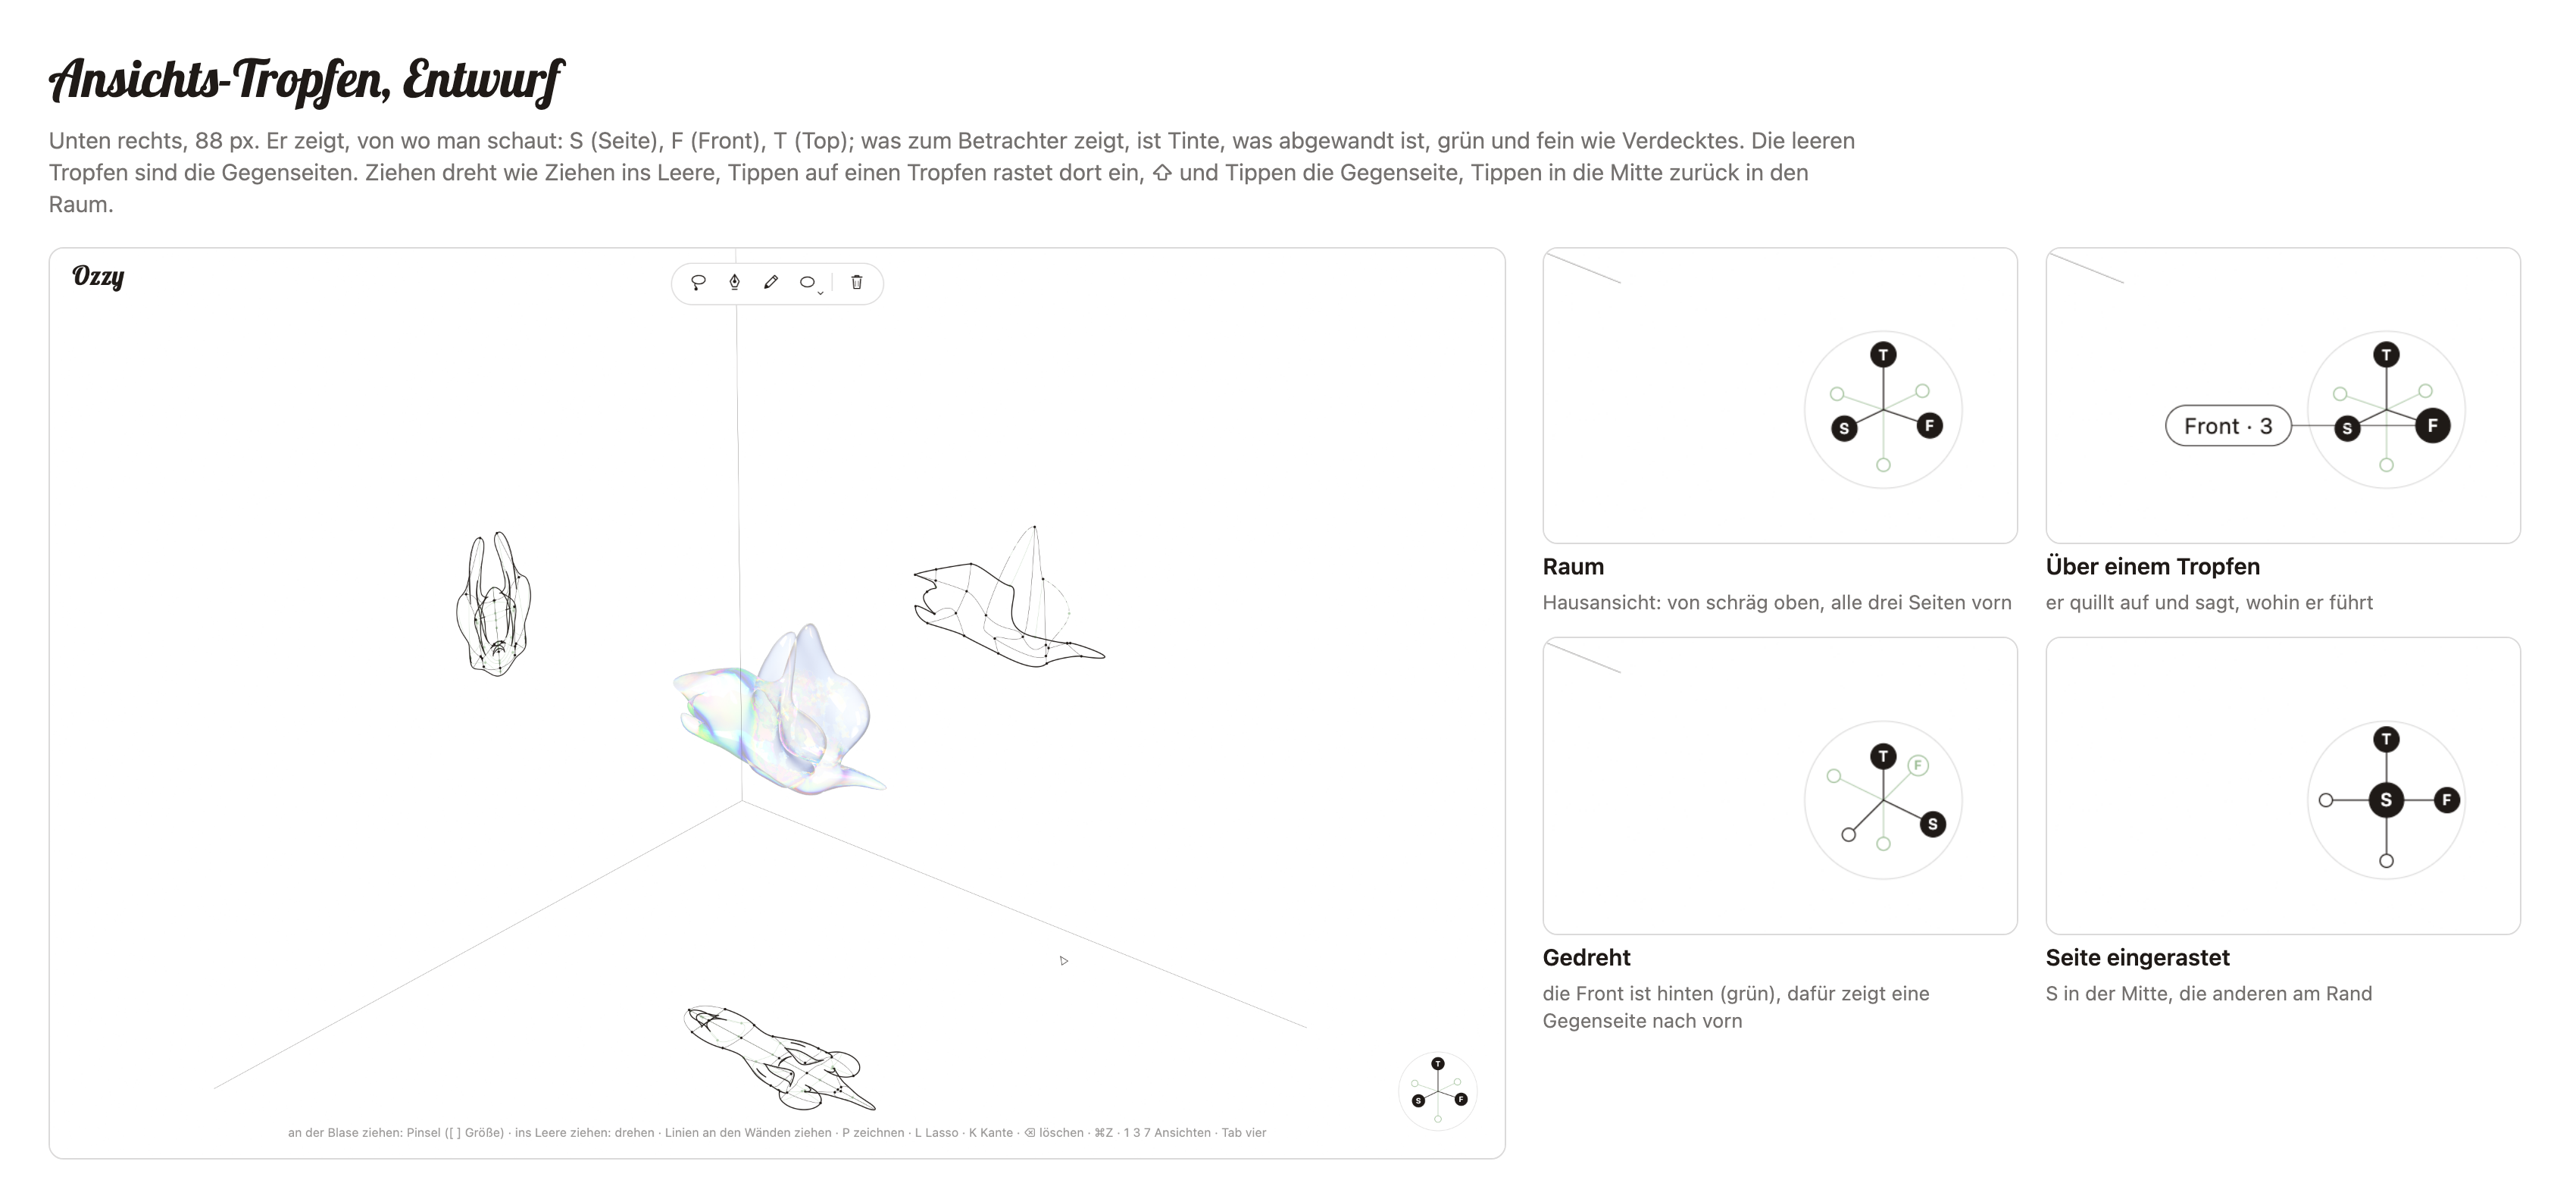 Ansichts-Tropfen, Entwurf
Unten rechts, 88 px. Er zeigt, von wo man schaut: S (Seite), F (Front), T (Top); was zum Betrachter zeigt, ist Tinte, was abgewandt ist, grün und fein wie Verdecktes. Die leeren
Tropfen sind die Gegenseiten. Ziehen dreht wie Ziehen ins Leere, Tippen auf einen Tropfen rastet dort ein, ⇧ und Tippen die Gegenseite, Tippen in die Mitte zurück in den
Raum.
Ozzy
T
S
F
an der Blase ziehen: Pinsel ([ ] Größe) · ins Leere ziehen: drehen · Linien an den Wänden ziehen · P zeichnen · L Lasso · K Kante · ⌫ löschen · ⌘Z · 1 3 7 Ansichten · Tab vier
T
S
F
Raum
Hausansicht: von schräg oben, alle drei Seiten vorn
T
Front · 3
S
F
Über einem Tropfen
er quillt auf und sagt, wohin er führt
T
F
S
Gedreht
die Front ist hinten (grün), dafür zeigt eine
Gegenseite nach vorn
T
S
F
Seite eingerastet
S in der Mitte, die anderen am Rand